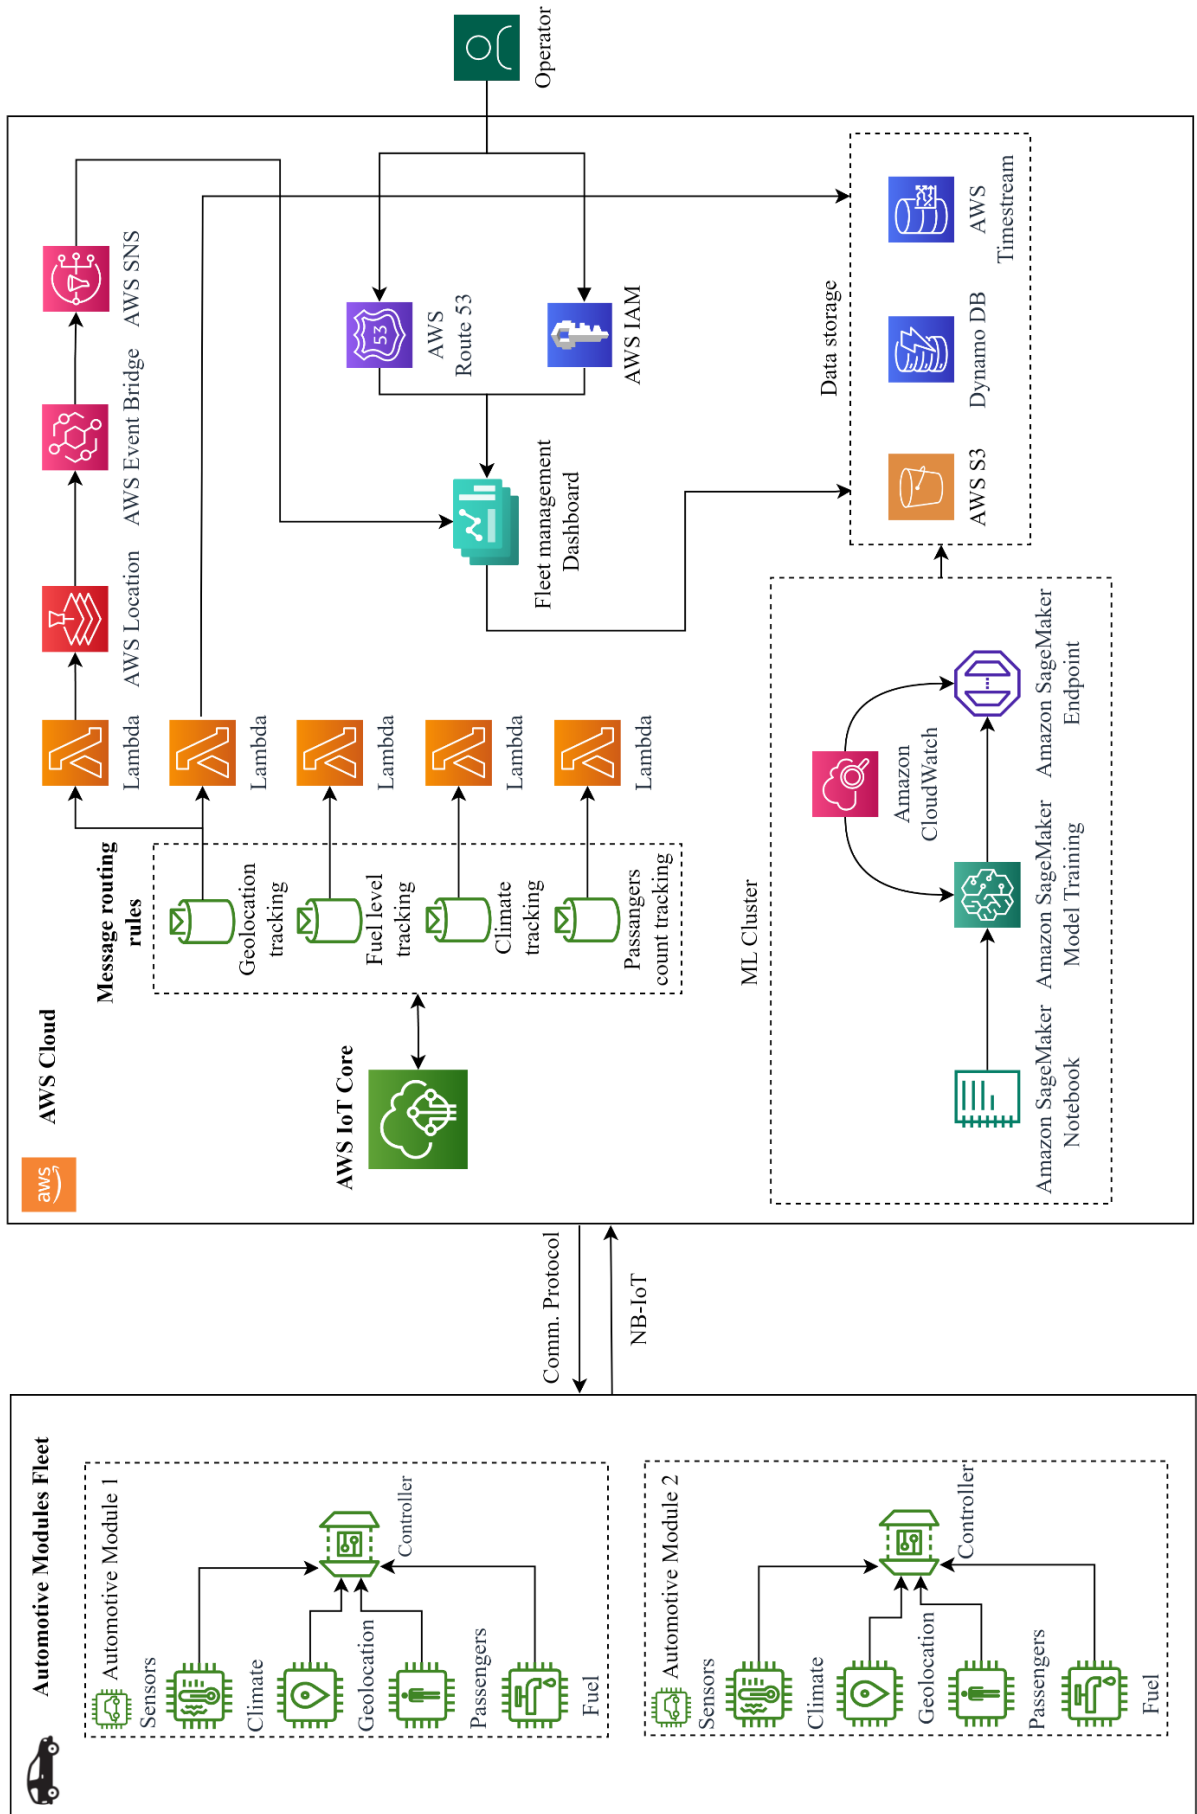 Automotive Modules Fleet
Automotive Module 1
Sensors
Climate
Geolocation
Passengers
Fuel
Controller
Automotive Module 2
Sensors
Climate
Geolocation
Passengers
Fuel
Controller
Comm. Protocol
NB-IoT
aws
AWS Cloud
AWS IoT Core
Message routing
rules
Geolocation
tracking
Fuel level
tracking
Climate
tracking
Passangers
count tracking
Lambda
Lambda
Lambda
Lambda
Lambda
AWS Location
AWS Event Bridge
AWS SNS
53
AWS
Route 53
AWS IAM
Fleet management
Dashboard
Operator
ML Cluster
Amazon SageMaker
Notebook
Amazon SageMaker
Model Training
Amazon
CloudWatch
Amazon SageMaker
Endpoint
Data storage
AWS S3
Dynamo DB
AWS
Timestream